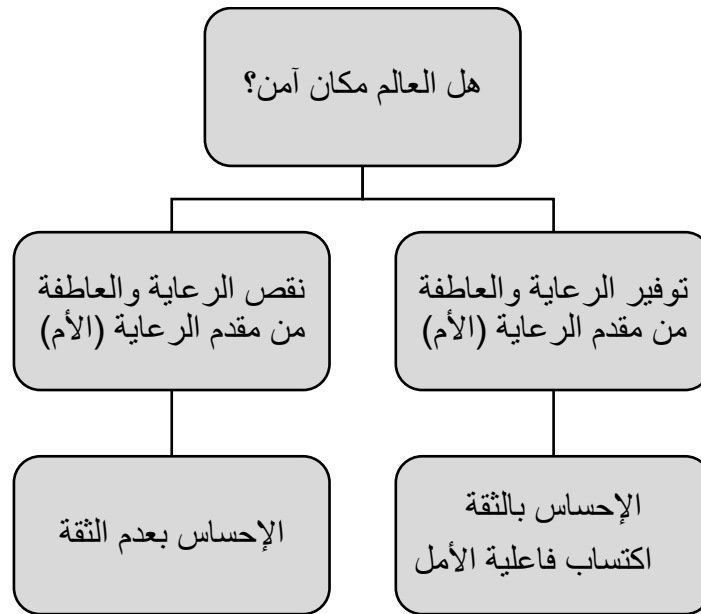 هل العالم مكان آمن؟
توفير الرعاية والعاطفة
من مقدم الرعاية (الأم)
نقص الرعاية والعاطفة
من مقدم الرعاية (الأم)
الإحساس بالثقة
اكتساب فاعلية الأمل
الإحساس بعدم الثقة